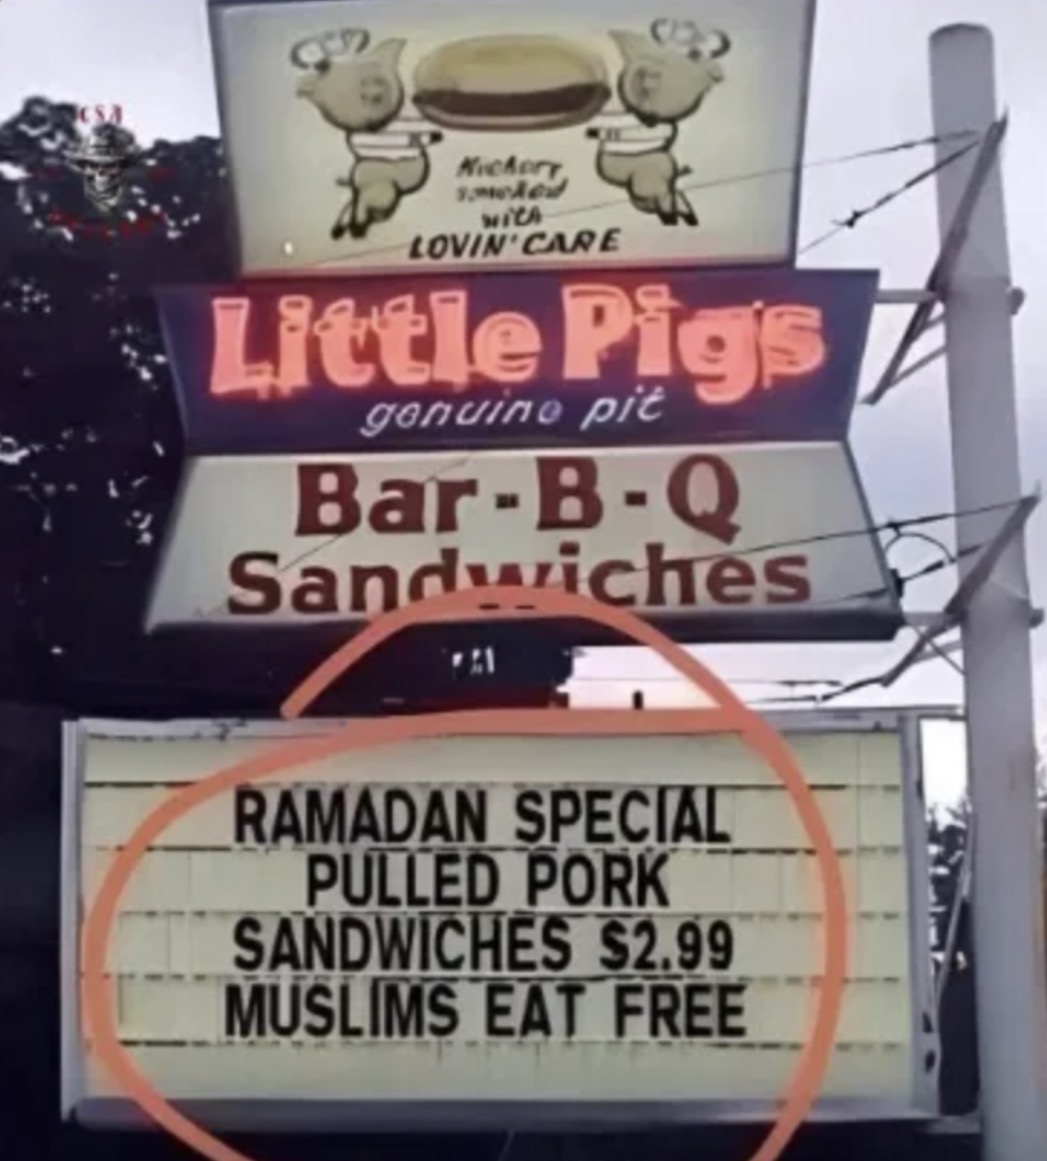 CSA
Hickory
smoked
with
LOVIN' CARE
Little Pigs
genuine pit
Bar-B-Q
Sandwiches
RAMADAN SPECIAL
PULLED PORK
SANDWICHES $2.99
MUSLIMS EAT FREE